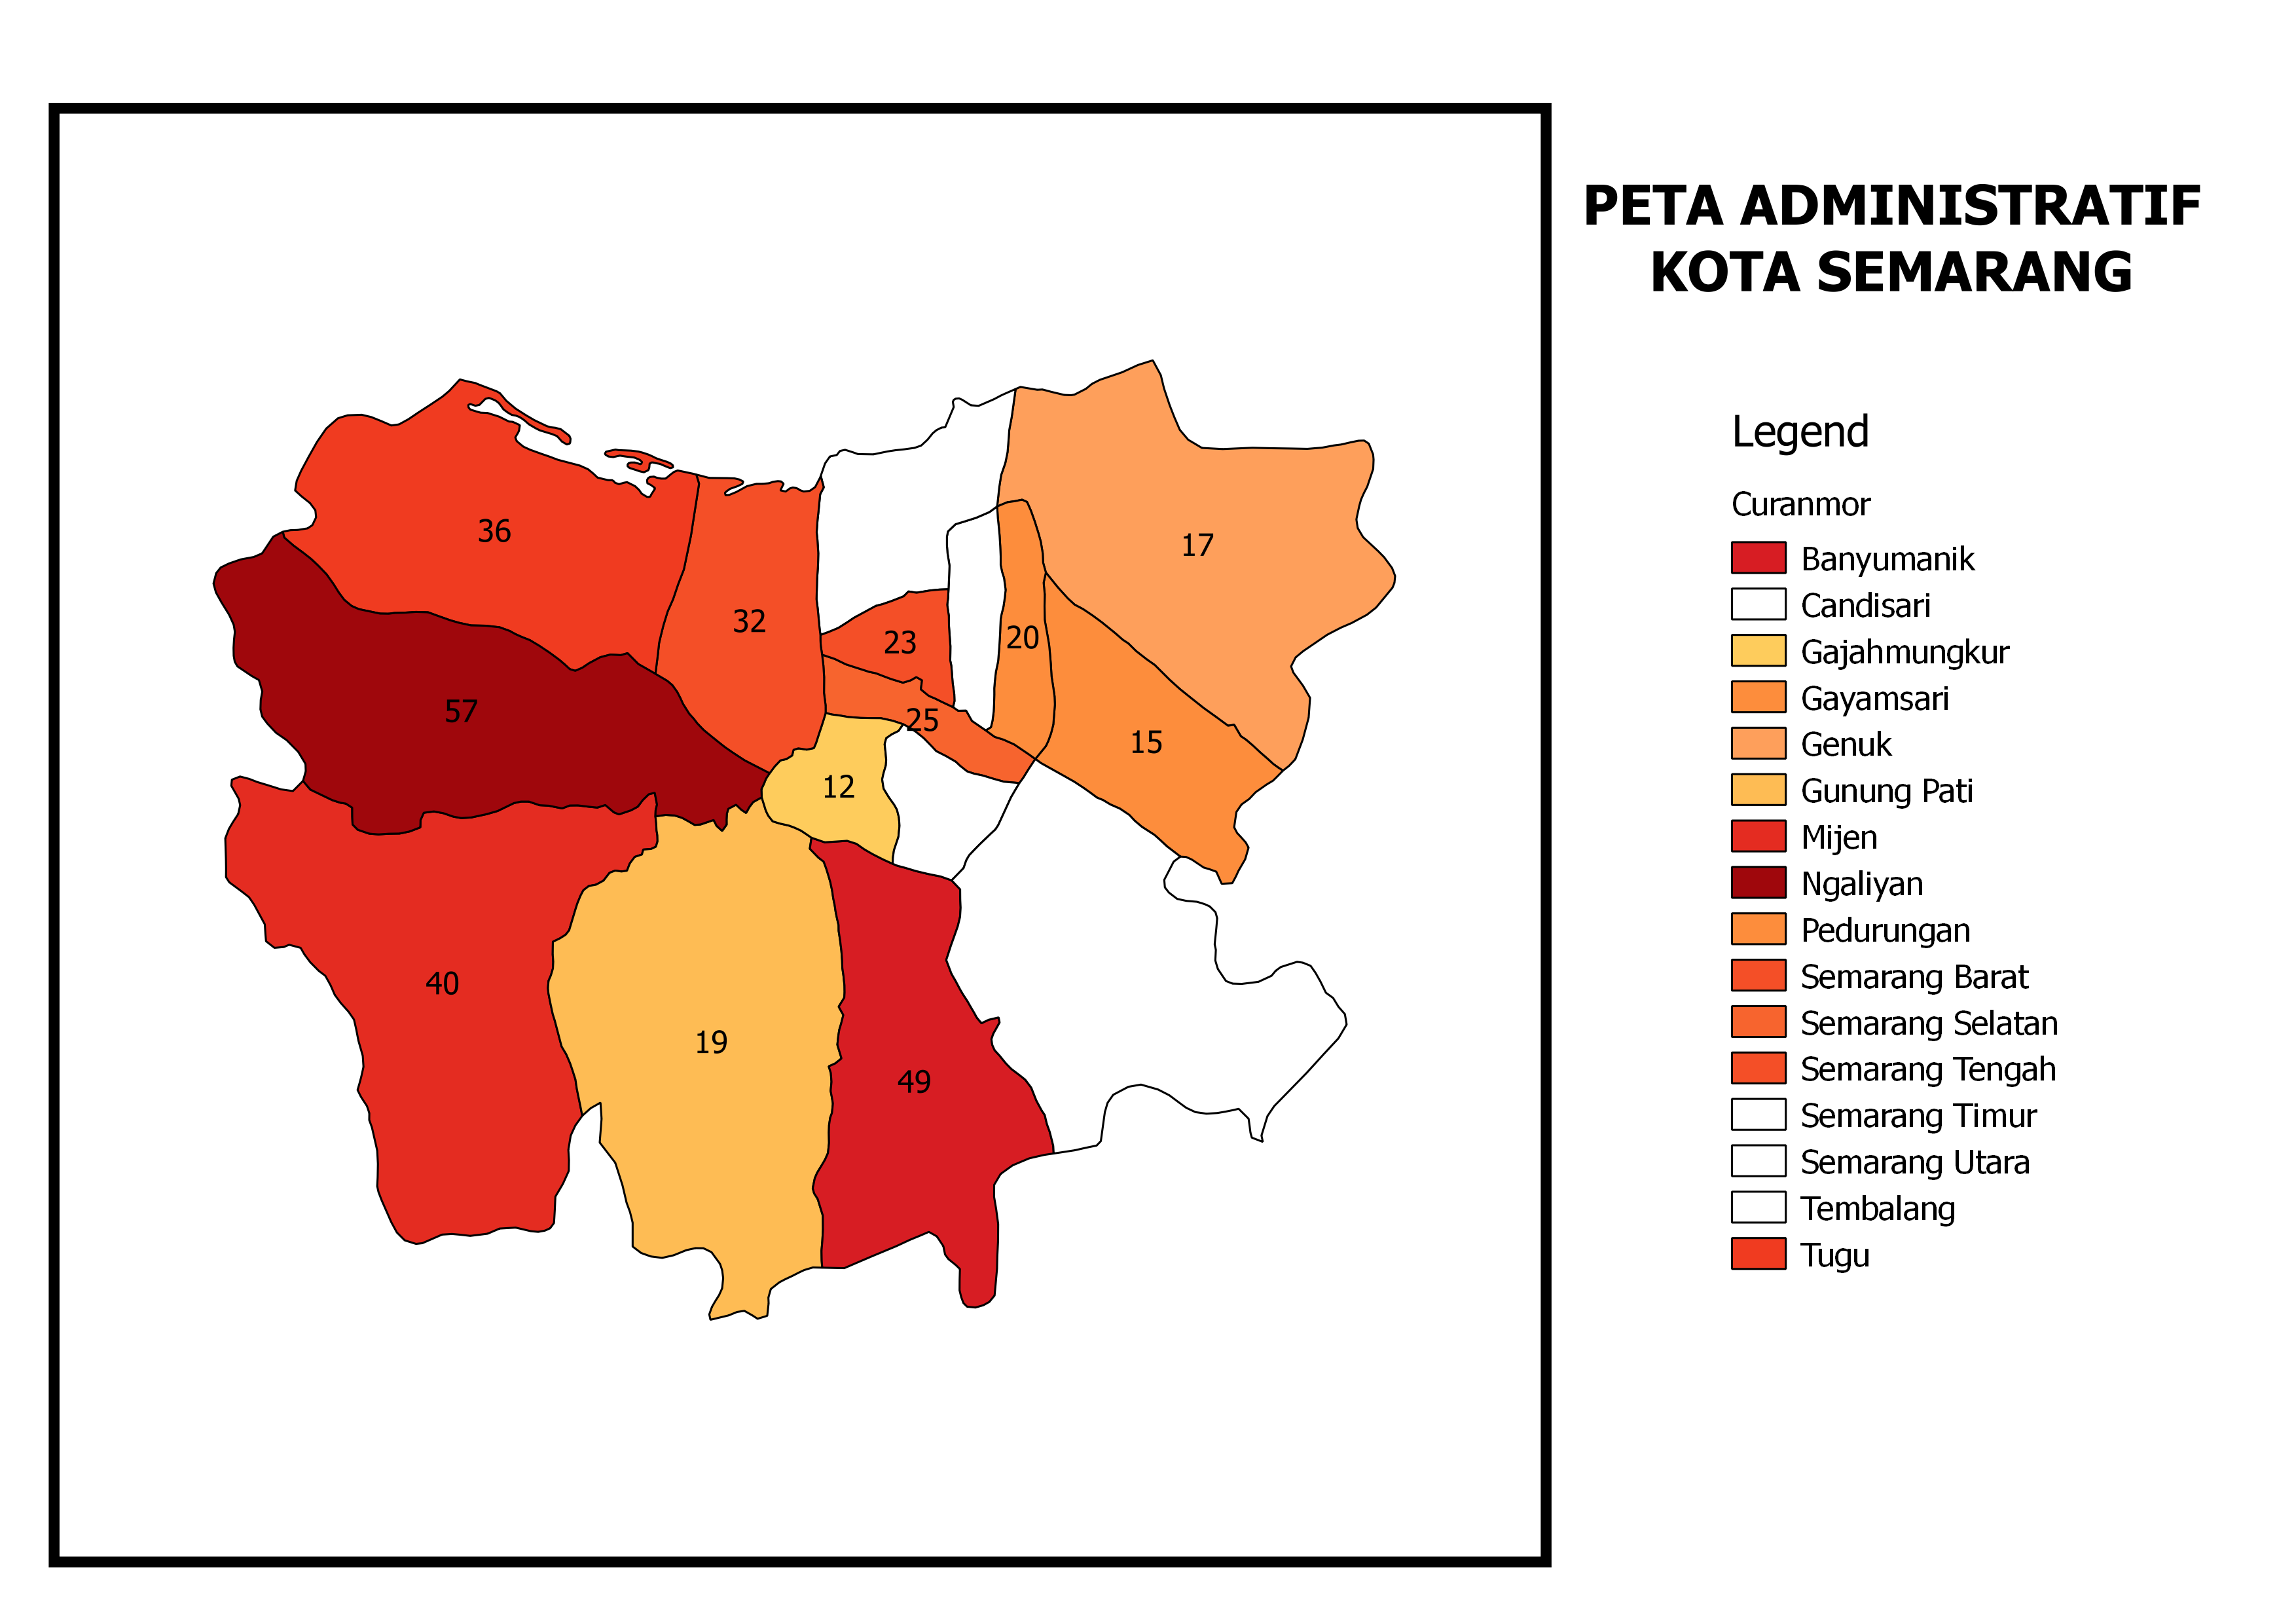 PETA ADMINISTRATIF
KOTA SEMARANG
Legend
Curanmor
Banyumanik
Candisari
Gajahmungkur
Gayamsari
Genuk
Gunung Pati
Mijen
Ngaliyan
Pedurungan
Semarang Barat
Semarang Selatan
Semarang Tengah
Semarang Timur
Semarang Utara
Tembalang
Tugu
36
17
32
23
20
57
25
15
12
40
19
49